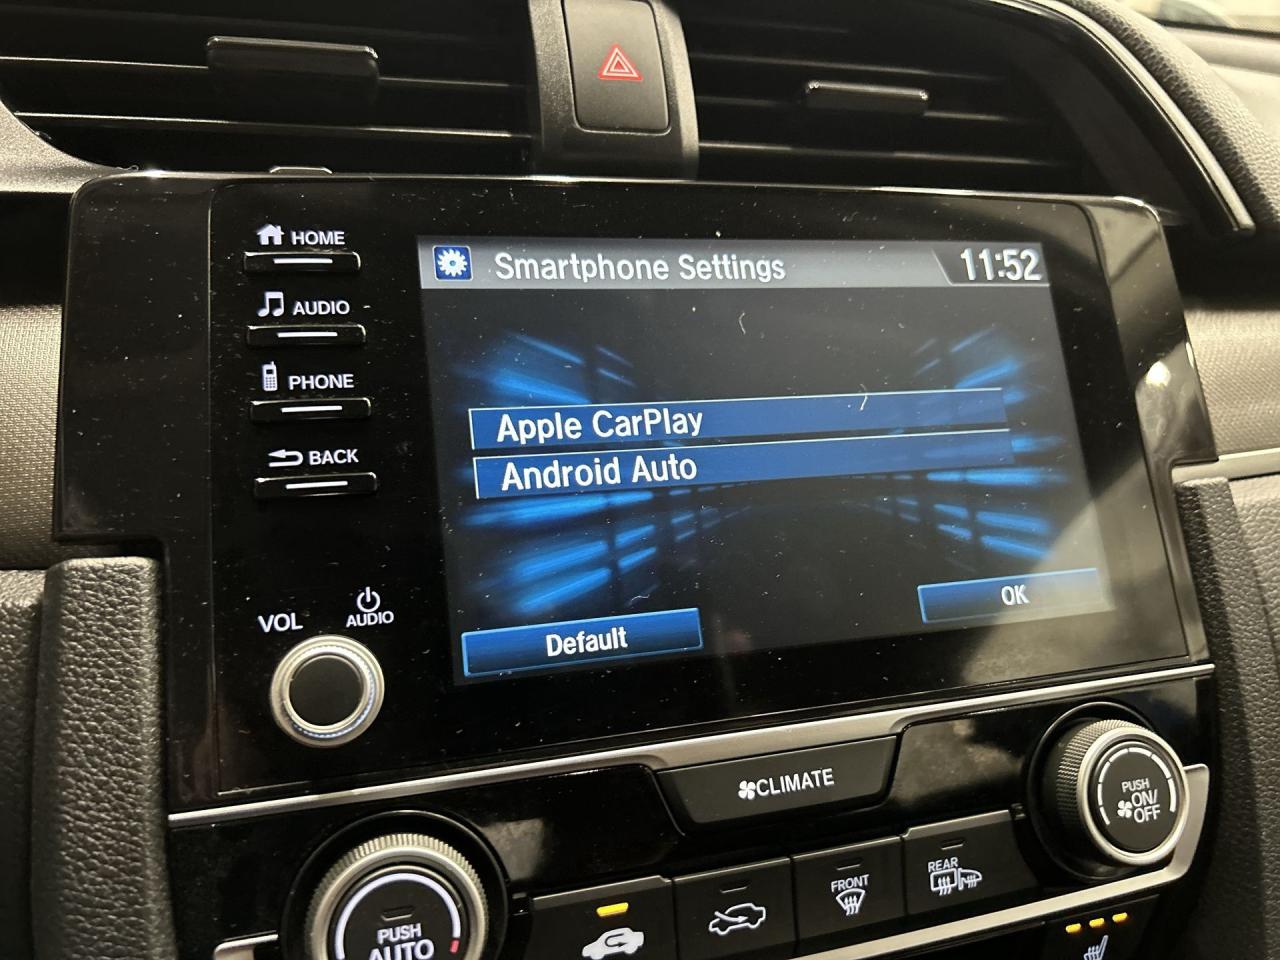 HOME
AUDIO
PHONE
BACK
VOL
AUDIO
Smartphone Settings
11:52
Apple CarPlay
Android Auto
Default
OK
CLIMATE
PUSH
ON/
OFF
FRONT
REAR
PUSH
AUTO